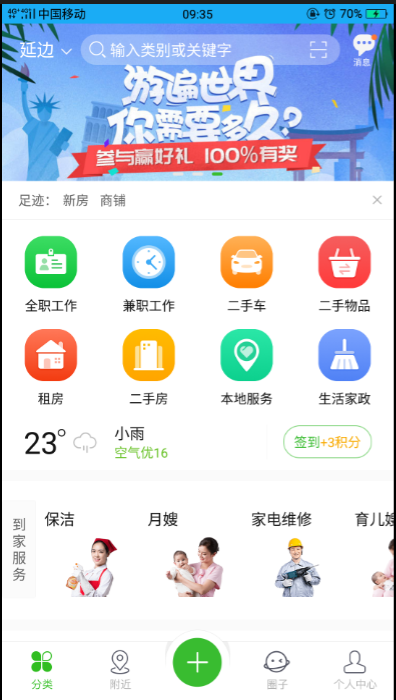 中国移动 09:35 70%
延边 输入类别或关键字 消息
游遍世界
你需要多久?
参与赢好礼 100%有奖
足迹: 新房 商铺
全职工作 兼职工作 二手车 二手物品
租房 二手房 本地服务 生活家政
23° 小雨
空气优16
签到+3积分
到家服务
保洁 月嫂 家电维修 育儿嫂
分类 附近 圈子 个人中心